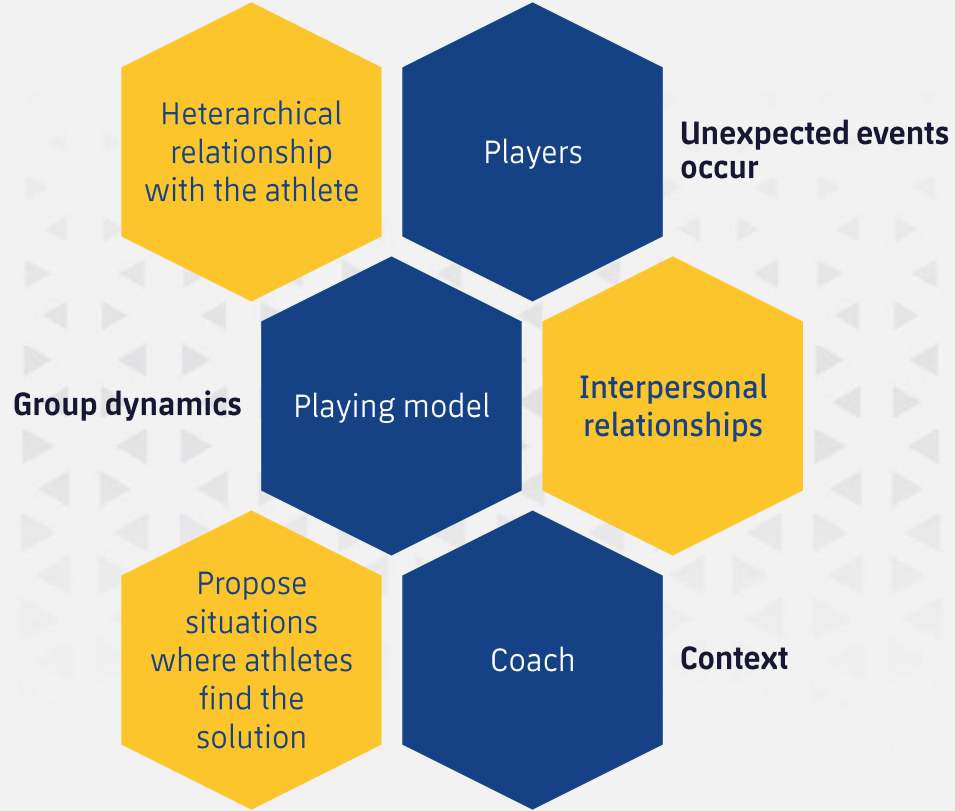 Heterarchical
relationship
with the athlete
Players
Unexpected events
occur
Group dynamics
Playing model
Interpersonal
relationships
Propose
situations
where athletes
find the
solution
Coach
Context